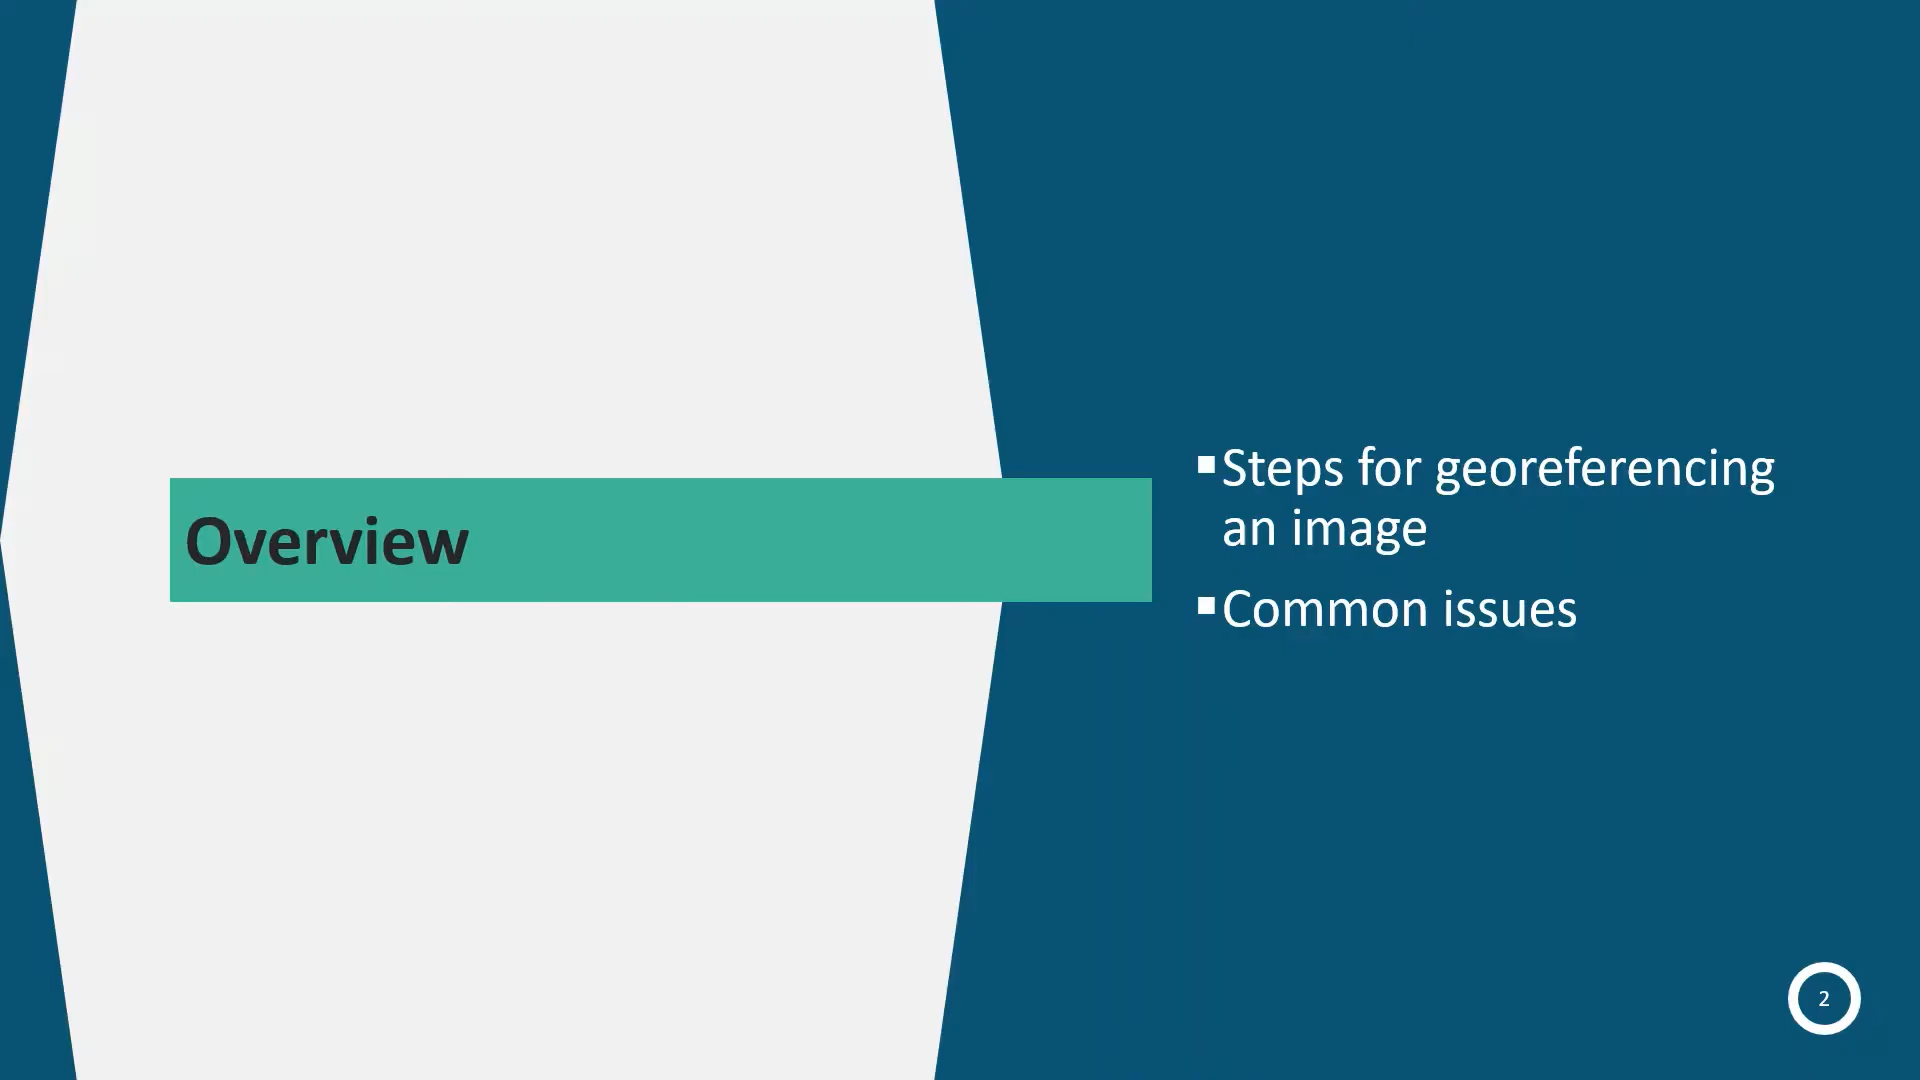 Overview
▪Steps for georeferencing
an image
▪Common issues
2